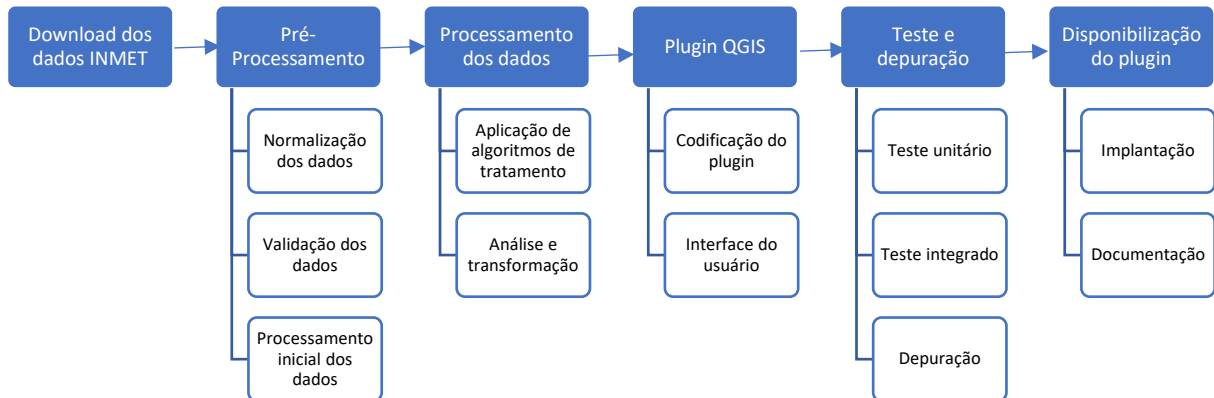 Download dos
dados INMET
Pré-
Processamento
Processamento
dos dados
Plugin QGIS
Teste e
depuração
Disponibilização
do plugin
Normalização
dos dados
Validação dos
dados
Processamento
inicial dos
dados
Aplicação de
algoritmos de
tratamento
Análise e
transformação
Codificação do
plugin
Interface do
usuário
Teste unitário
Teste integrado
Depuração
Implantação
Documentação